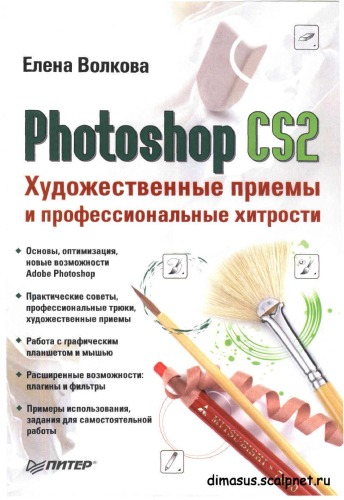 Елена Волкова
Photoshop CS2
Художественные приемы
и профессиональные хитрости
Основы, оптимизация,
новые возможности
Adobe Photoshop
Практические советы,
профессиональные трюки,
художественные приемы
Работа с графическим
планшетом и мышью
Расширенные возможности:
плагины и фильтры
Примеры использования,
задания для самостоятельной
работы
ПИТЕР
dimasus.scalpnet.ru